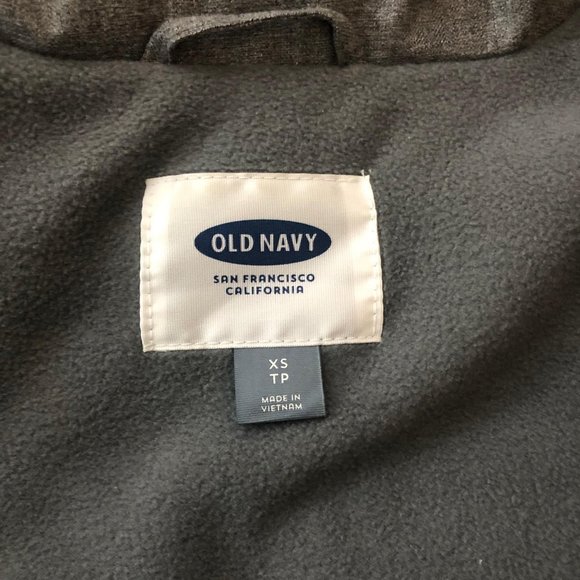 OLD NAVY
SAN FRANCISCO
CALIFORNIA
XS
TP
MADE IN
VIETNAM